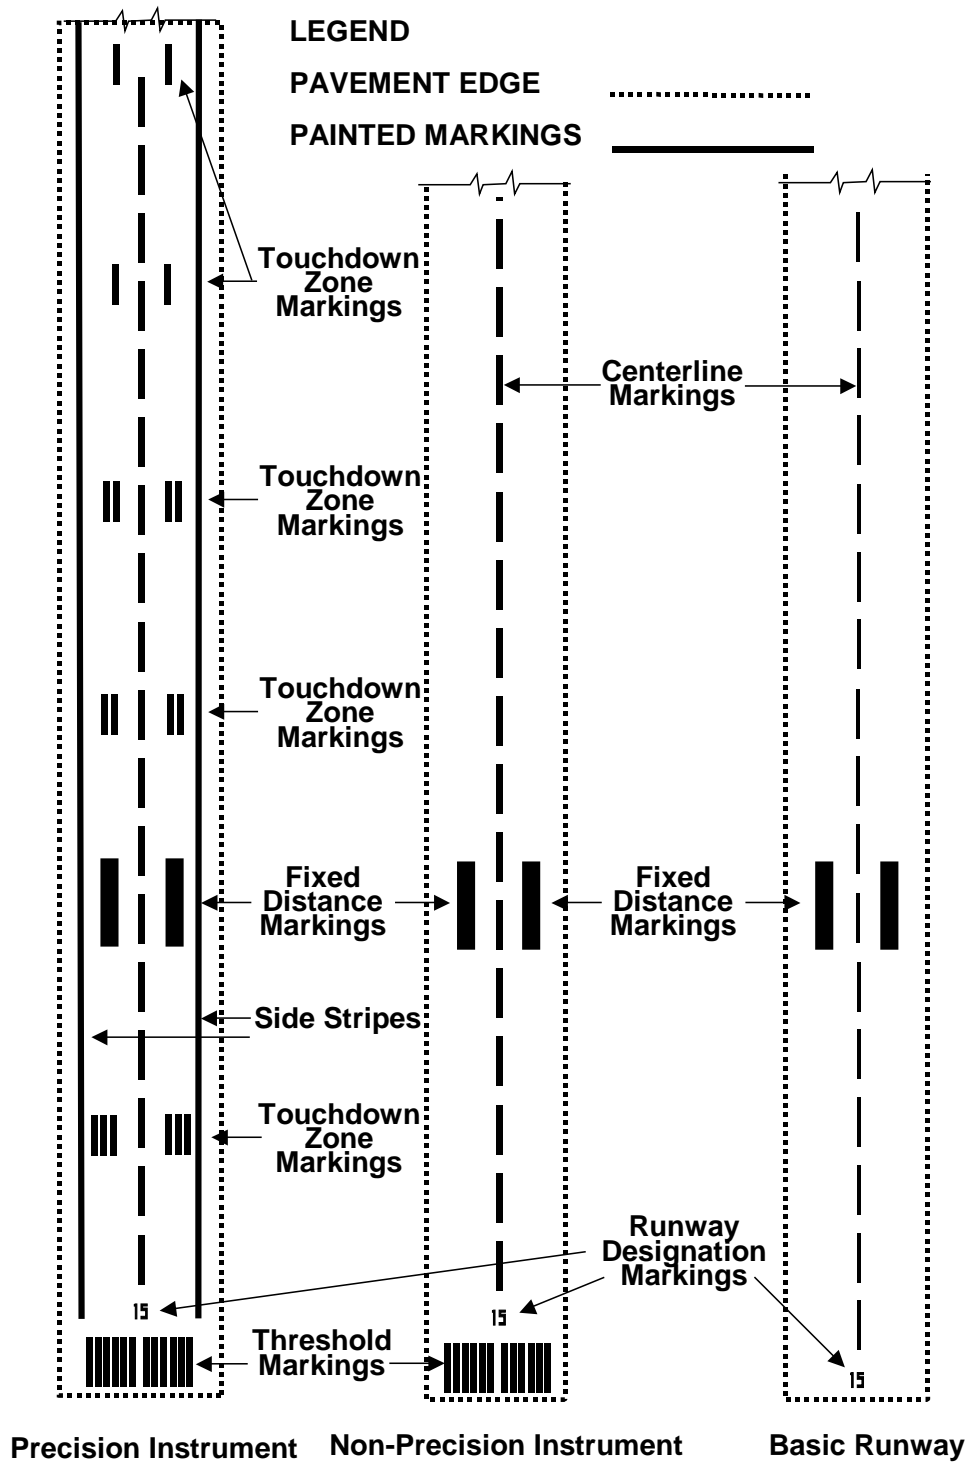 LEGEND
PAVEMENT EDGE
PAINTED MARKINGS
Touchdown
Zone
Markings
Centerline
Markings
Touchdown
Zone
Markings
Touchdown
Zone
Markings
Fixed
Distance
Markings
Fixed
Distance
Markings
Side Stripes
Touchdown
Zone
Markings
Runway
Designation
Markings
15
15
15
Threshold
Markings
Precision Instrument
Non-Precision Instrument
Basic Runway